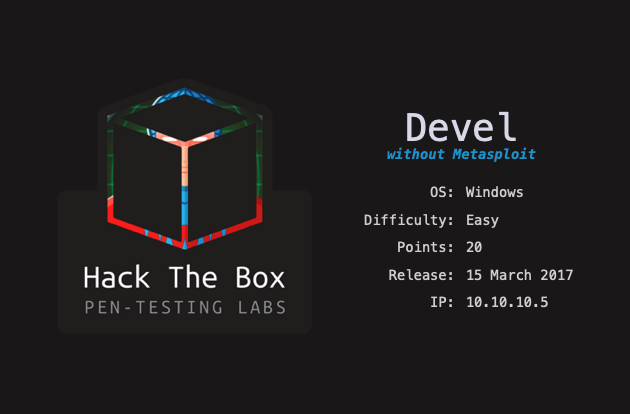 Hack The Box
PEN-TESTING LABS
Devel
without Metasploit
OS: Windows
Difficulty: Easy
Points: 20
Release: 15 March 2017
IP: 10.10.10.5